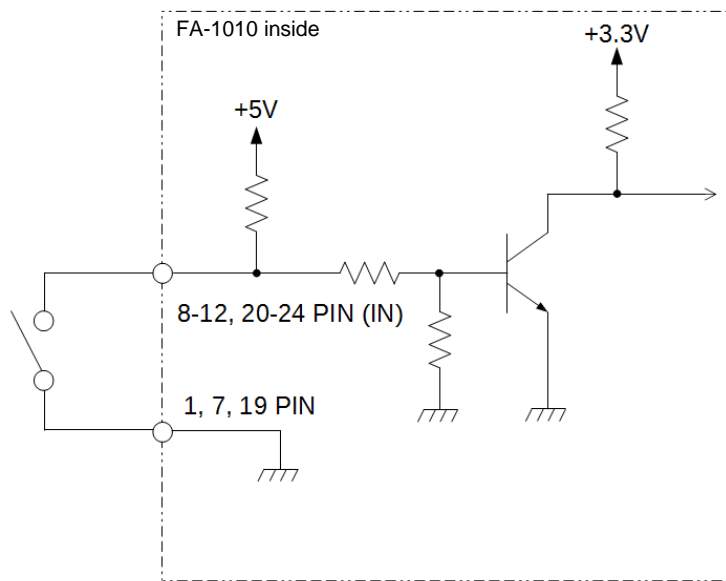 FA-1010 inside
+3.3V
+5V
8-12, 20-24 PIN (IN)
1, 7, 19 PIN